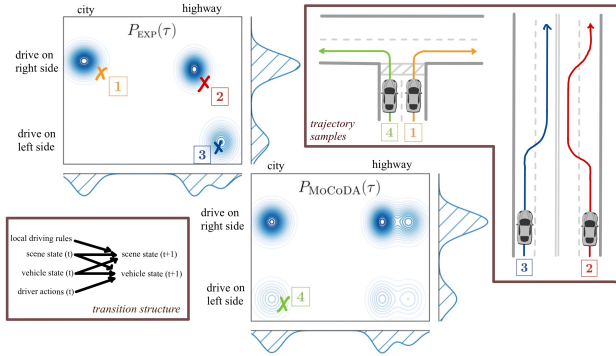 city
highway
P_EXP(τ)
drive on
right side
1
2
drive on
left side
3
4
1
trajectory
samples
3
2
city
highway
P_MoCoDA(τ)
drive on
right side
drive on
left side
4
local driving rules
scene state (t)
scene state (t+1)
vehicle state (t)
vehicle state (t+1)
driver actions (t)
transition structure